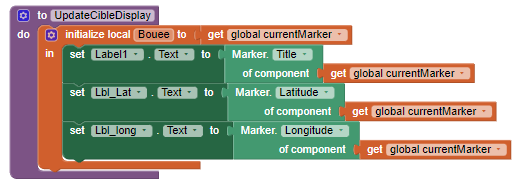 to UpdateCibleDisplay
do initialize local Bouee to get global currentMarker
in set Label1 . Text to Marker. Title
of component get global currentMarker
set Lbl_Lat . Text to Marker. Latitude
of component get global currentMarker
set Lbl_long . Text to Marker. Longitude
of component get global currentMarker